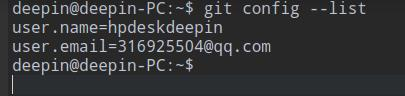 deepin@deepin-PC:~$ git config --list
user.name=hpdeskdeepin
user.email=316925504@qq.com
deepin@deepin-PC:~$